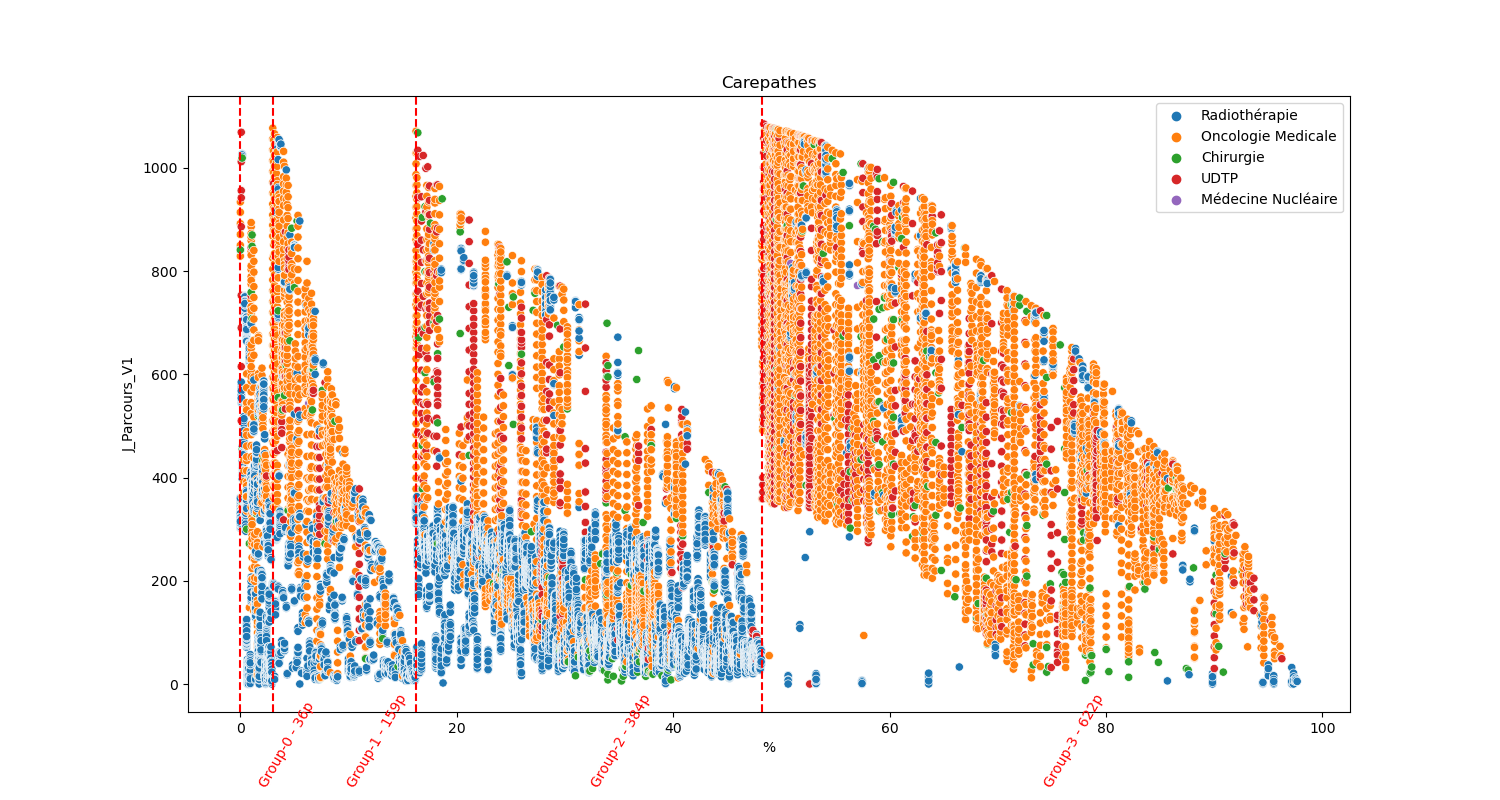 Carepathes
Radiothérapie
Oncologie Medicale
Chirurgie
UDTP
Médecine Nucléaire
J_Parcours_V1
1000
800
600
400
200
0
0
20
40
60
80
100
%
Group-0 - 36p
Group-1 - 159p
Group-2 - 384p
Group-3 - 622p